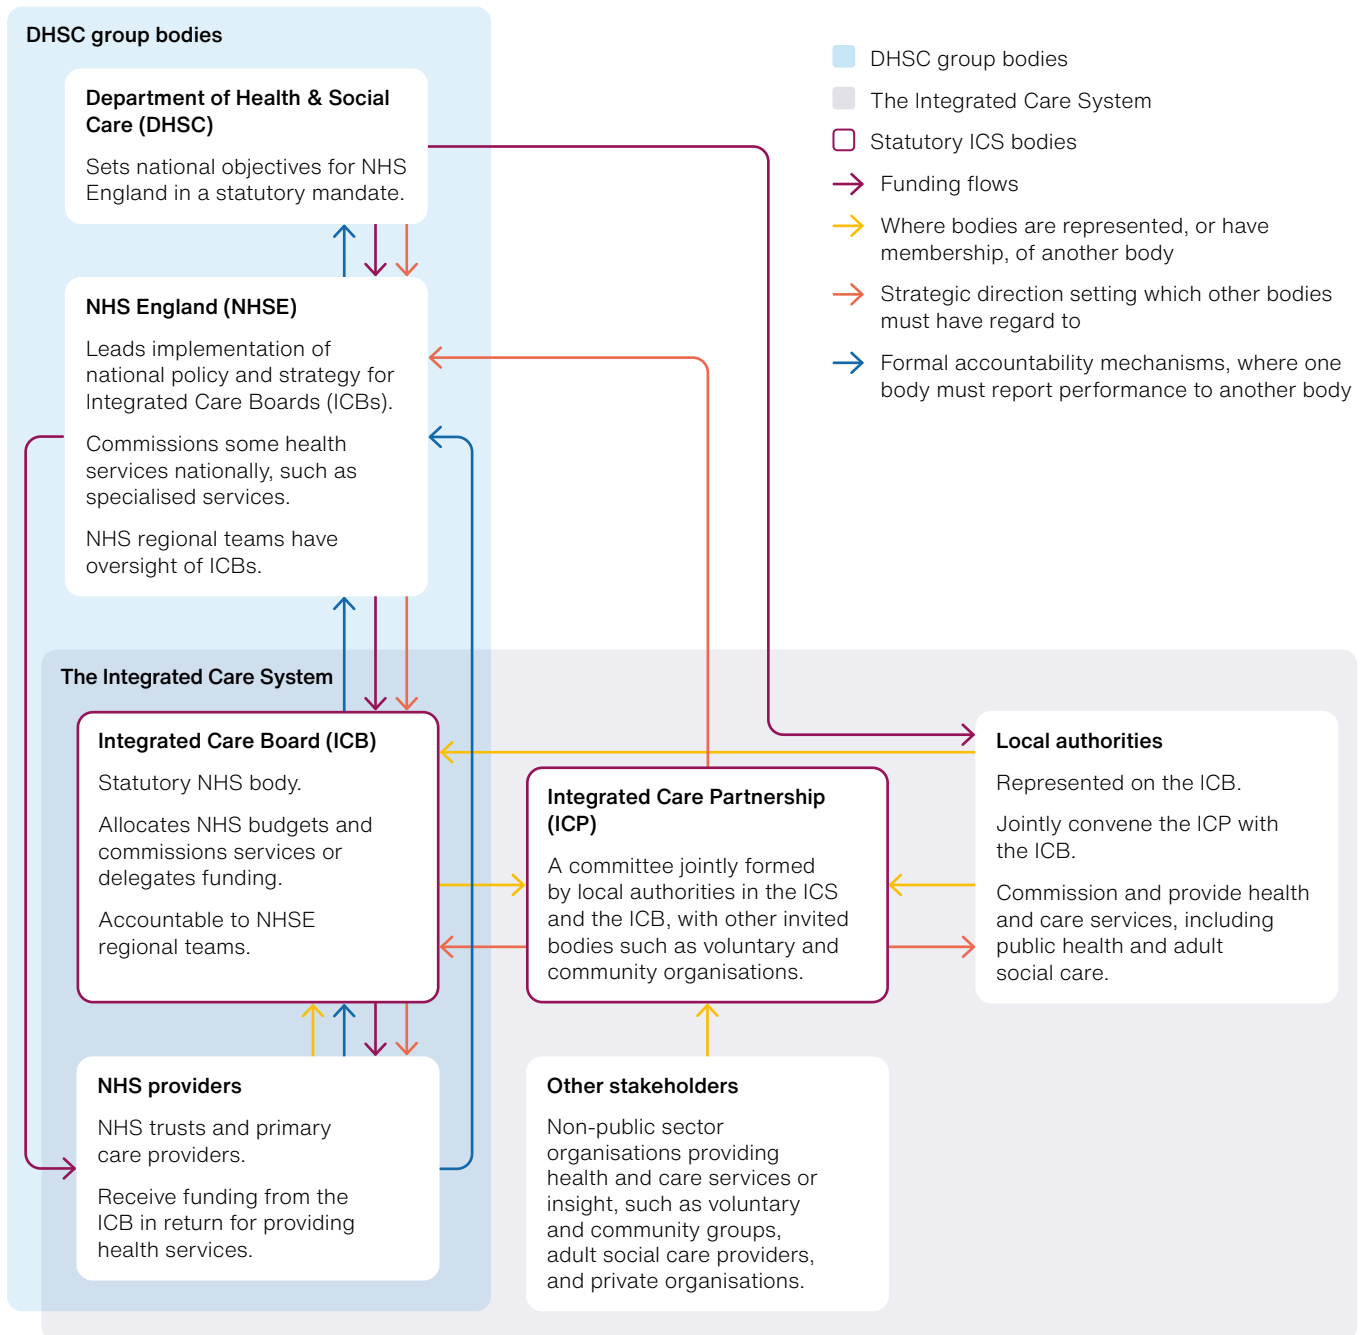 DHSC group bodies
Department of Health & Social
Care (DHSC)
Sets national objectives for NHS
England in a statutory mandate.
NHS England (NHSE)
Leads implementation of
national policy and strategy for
Integrated Care Boards (ICBs).
Commissions some health
services nationally, such as
specialised services.
NHS regional teams have
oversight of ICBs.
DHSC group bodies
The Integrated Care System
Statutory ICS bodies
Funding flows
Where bodies are represented, or have
membership, of another body
Strategic direction setting which other bodies
must have regard to
Formal accountability mechanisms, where one
body must report performance to another body
The Integrated Care System
Integrated Care Board (ICB)
Statutory NHS body.
Allocates NHS budgets and
commissions services or
delegates funding.
Accountable to NHSE
regional teams.
Integrated Care Partnership
(ICP)
A committee jointly formed
by local authorities in the ICS
and the ICB, with other invited
bodies such as voluntary and
community organisations.
Local authorities
Represented on the ICB.
Jointly convene the ICP with
the ICB.
Commission and provide health
and care services, including
public health and adult
social care.
NHS providers
NHS trusts and primary
care providers.
Receive funding from the
ICB in return for providing
health services.
Other stakeholders
Non-public sector
organisations providing
health and care services or
insight, such as voluntary
and community groups,
adult social care providers,
and private organisations.